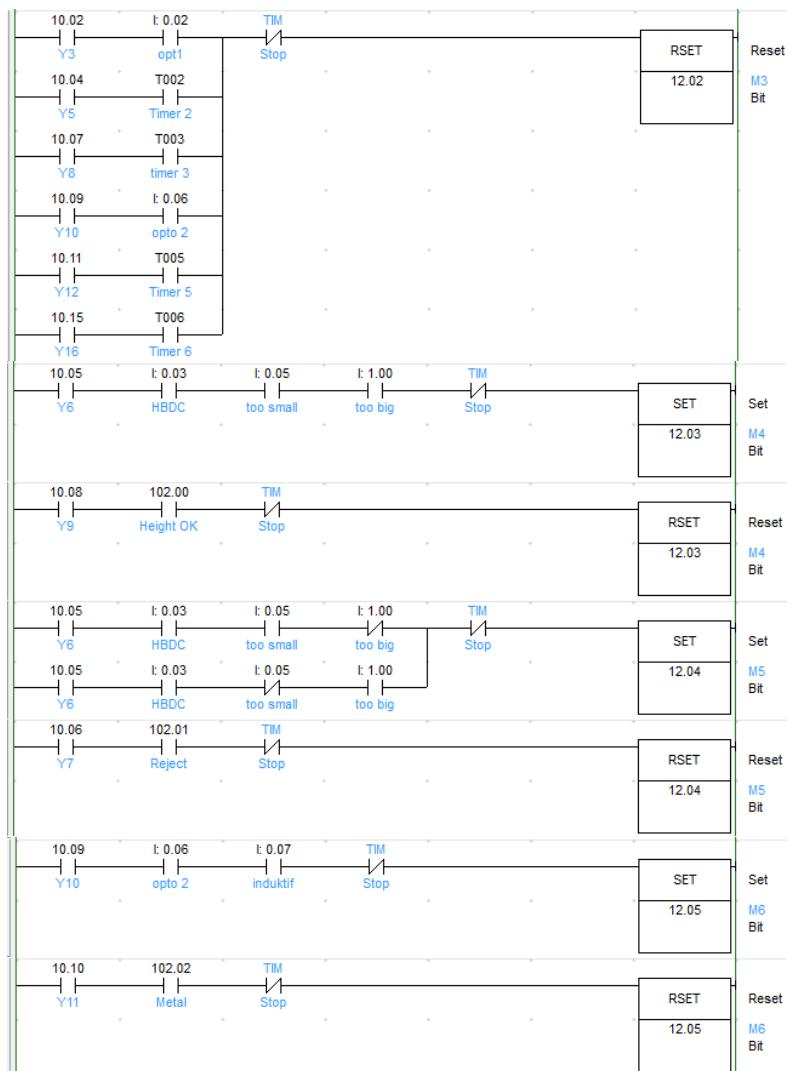 10.02 I: 0.02 TIM
Y3 opt1 Stop
RSET Reset
12.02 M3
Bit
10.04 T002
Y5 Timer 2
10.07 T003
Y8 timer 3
10.09 I: 0.06
Y10 opto 2
10.11 T005
Y12 Timer 5
10.15 T006
Y16 Timer 6
10.05 I: 0.03 I: 0.05 I: 1.00 TIM
Y6 HBDC too small too big Stop
SET Set
12.03 M4
Bit
10.08 102.00 TIM
Y9 Height OK Stop
RSET Reset
12.03 M4
Bit
10.05 I: 0.03 I: 0.05 I: 1.00 TIM
Y6 HBDC too small too big Stop
SET Set
12.04 M5
Bit
10.05 I: 0.03 I: 0.05 I: 1.00
Y6 HBDC too small too big
10.06 102.01 TIM
Y7 Reject Stop
RSET Reset
12.04 M5
Bit
10.09 I: 0.06 I: 0.07 TIM
Y10 opto 2 induktif Stop
SET Set
12.05 M6
Bit
10.10 102.02 TIM
Y11 Metal Stop
RSET Reset
12.05 M6
Bit